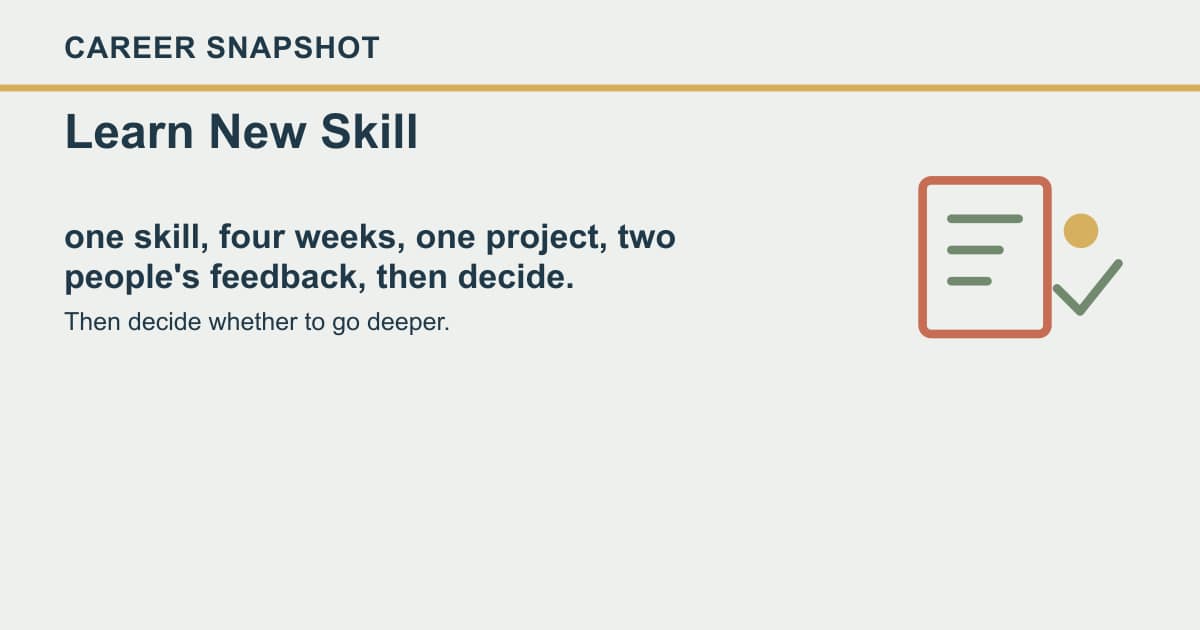 CAREER SNAPSHOT
Learn New Skill
one skill, four weeks, one project, two
people's feedback, then decide.
Then decide whether to go deeper.